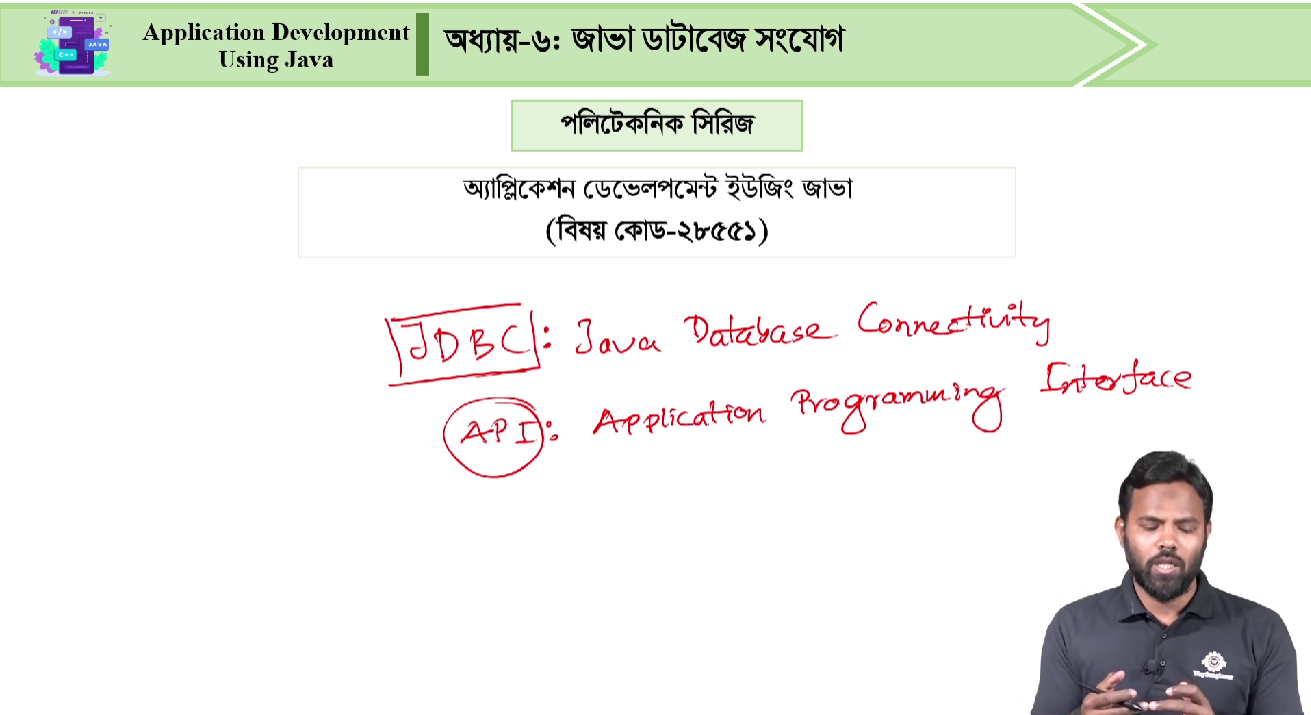 Application Development
Using Java
অধ্যায়-৬: জাভা ডাটাবেজ সংযোগ
পলিটেকনিক সিরিজ
অ্যাপ্লিকেশন ডেভেলপমেন্ট ইউজিং জাভা
(বিষয় কোড-২৮৫৫১)
JDBC: Java Database Connectivity
API: Application Programming Interface